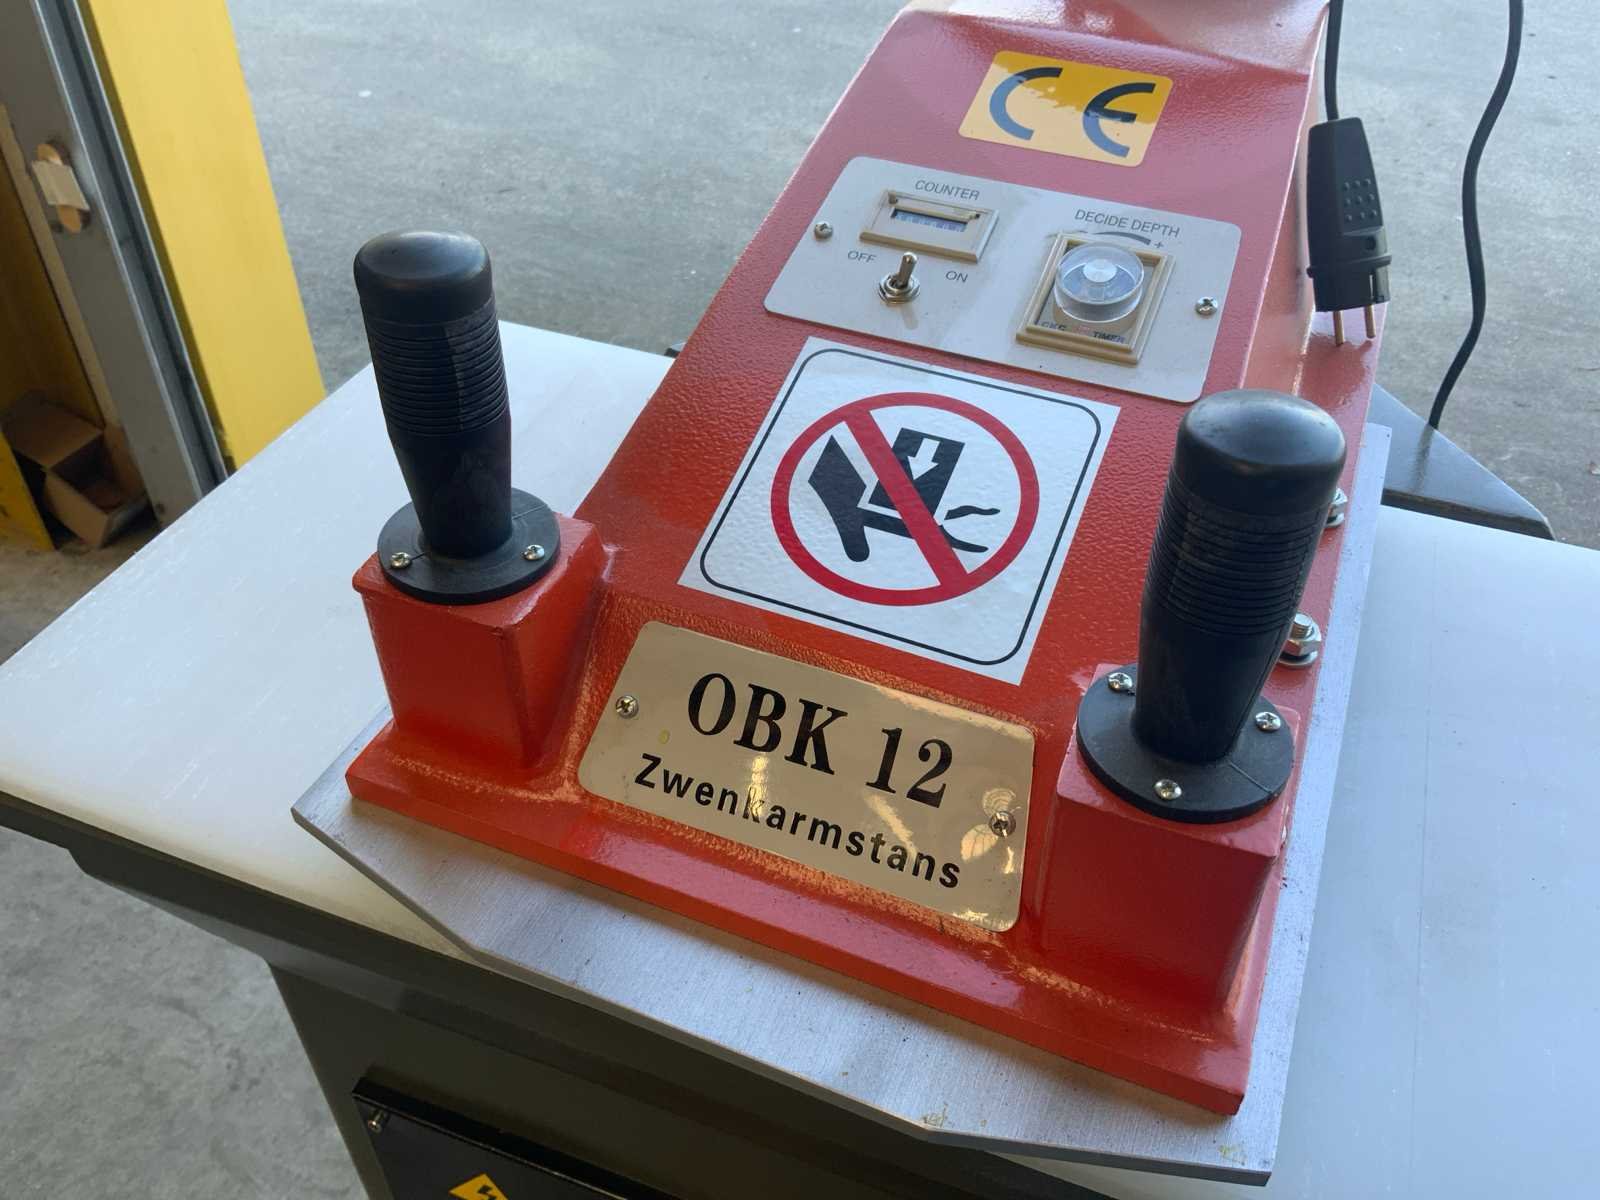 CE
COUNTER
DECIDE DEPTH
+
OFF
ON
TIMER
OBK 12
Zwenkarmstans